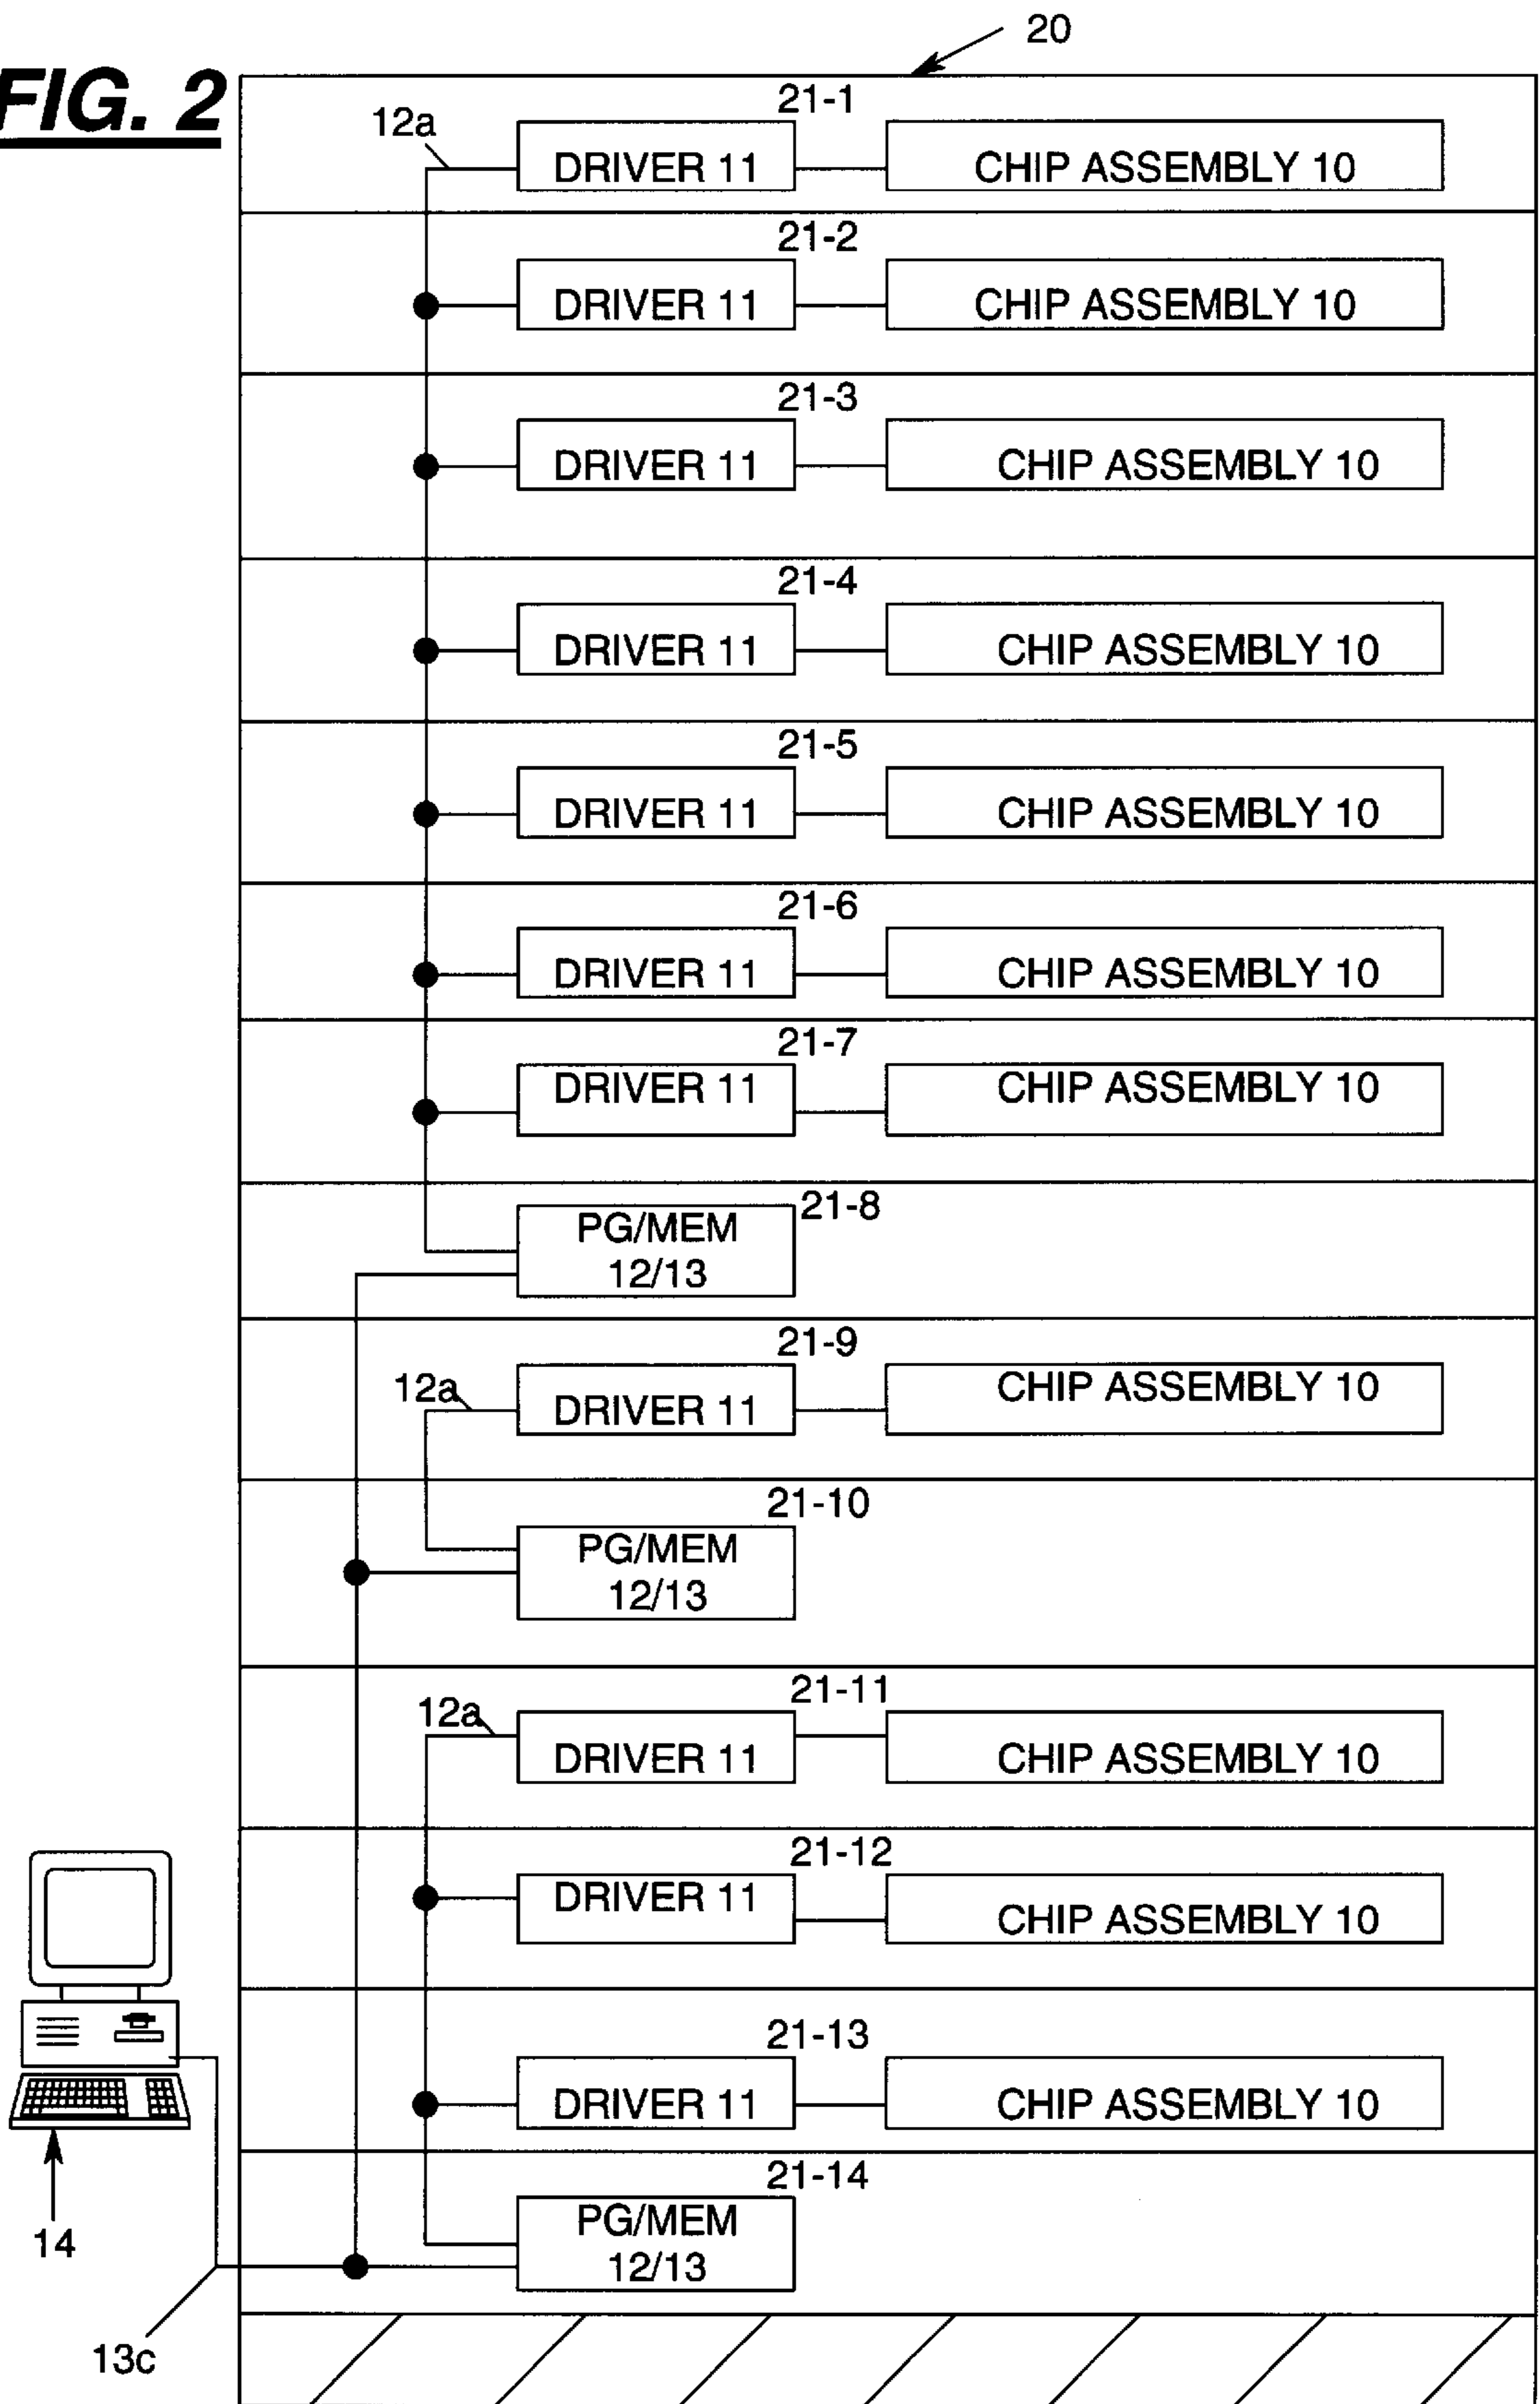 20
FIG. 2
21-1
12a
DRIVER 11 CHIP ASSEMBLY 10
21-2
DRIVER 11 CHIP ASSEMBLY 10
21-3
DRIVER 11 CHIP ASSEMBLY 10
21-4
DRIVER 11 CHIP ASSEMBLY 10
21-5
DRIVER 11 CHIP ASSEMBLY 10
21-6
DRIVER 11 CHIP ASSEMBLY 10
21-7
DRIVER 11 CHIP ASSEMBLY 10
21-8
PG/MEM
12/13
21-9
12a
DRIVER 11 CHIP ASSEMBLY 10
21-10
PG/MEM
12/13
21-11
12a
DRIVER 11 CHIP ASSEMBLY 10
21-12
DRIVER 11 CHIP ASSEMBLY 10
21-13
DRIVER 11 CHIP ASSEMBLY 10
21-14
PG/MEM
12/13
14
13c